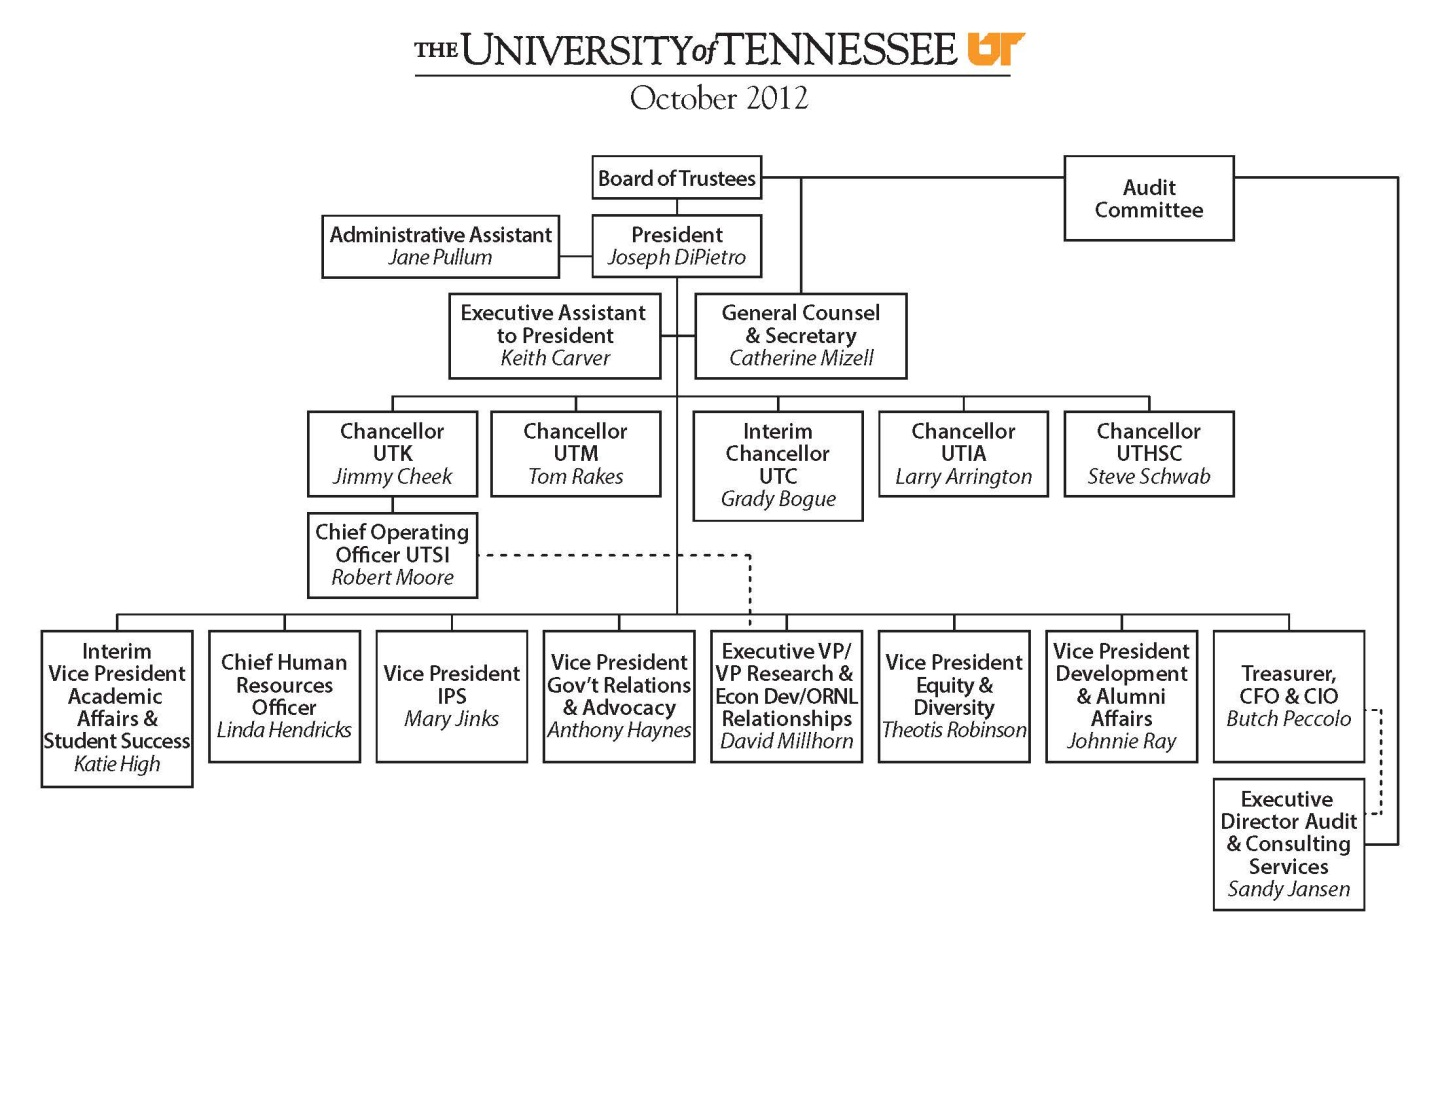 THE UNIVERSITY of TENNESSEE UT
October 2012
Board of Trustees
Audit
Committee
Administrative Assistant
Jane Pullum
President
Joseph DiPietro
Executive Assistant
to President
Keith Carver
General Counsel
& Secretary
Catherine Mizell
Chancellor
UTK
Jimmy Cheek
Chancellor
UTM
Tom Rakes
Interim
Chancellor
UTC
Grady Bogue
Chancellor
UTIA
Larry Arrington
Chancellor
UTHSC
Steve Schwab
Chief Operating
Officer UTSI
Robert Moore
Interim
Vice President
Academic
Affairs &
Student Success
Katie High
Chief Human
Resources
Officer
Linda Hendricks
Vice President
IPS
Mary Jinks
Vice President
Gov't Relations
& Advocacy
Anthony Haynes
Executive VP/
VP Research &
Econ Dev/ORNL
Relationships
David Millhorn
Vice President
Equity &
Diversity
Theotis Robinson
Vice President
Development
& Alumni
Affairs
Johnnie Ray
Treasurer,
CFO & CIO
Butch Peccolo
Executive
Director Audit
& Consulting
Services
Sandy Jansen